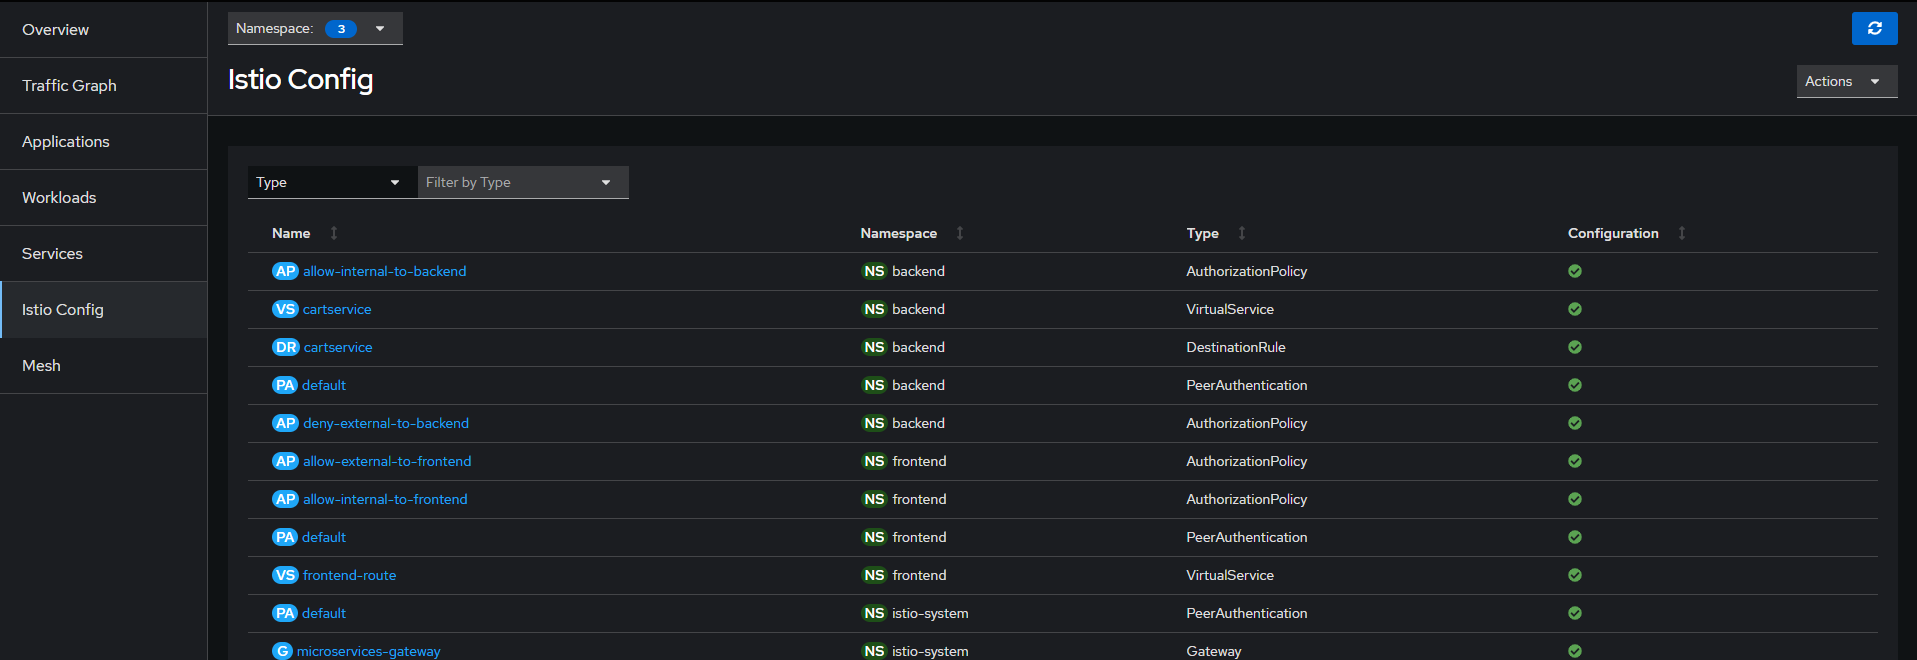 Overview
Traffic Graph
Applications
Workloads
Services
Istio Config
Mesh
Namespace: 3
Istio Config
Actions
Type Filter by Type
Name Namespace Type Configuration
AP allow-internal-to-backend NS backend AuthorizationPolicy
VS cartservice NS backend VirtualService
DR cartservice NS backend DestinationRule
PA default NS backend PeerAuthentication
AP deny-external-to-backend NS backend AuthorizationPolicy
AP allow-external-to-frontend NS frontend AuthorizationPolicy
AP allow-internal-to-frontend NS frontend AuthorizationPolicy
PA default NS frontend PeerAuthentication
VS frontend-route NS frontend VirtualService
PA default NS istio-system PeerAuthentication
G microservices-gateway NS istio-system Gateway